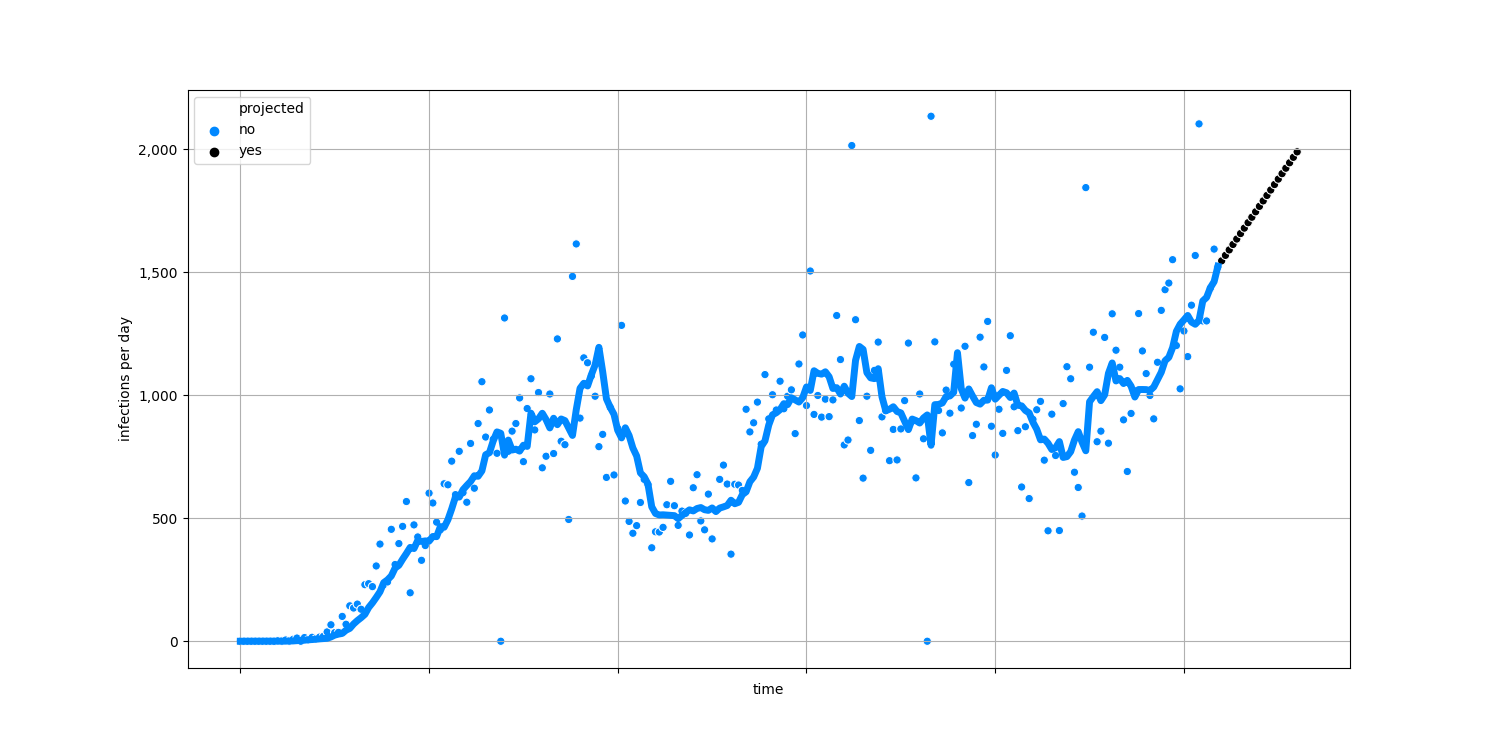 projected
no
yes
2,000
1,500
1,000
500
0
infections per day
time